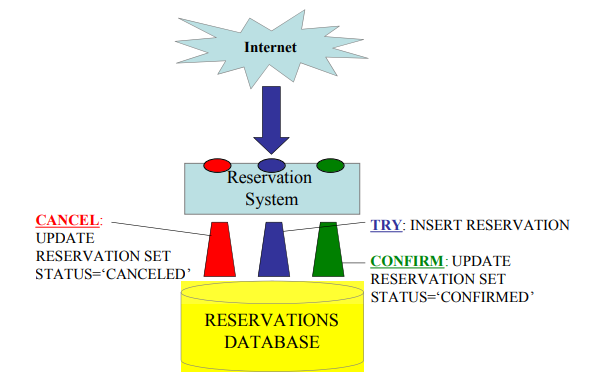 Internet
Reservation
System
CANCEL:
UPDATE
RESERVATION SET
STATUS=‘CANCELED’
TRY: INSERT RESERVATION
CONFIRM: UPDATE
RESERVATION SET
STATUS=‘CONFIRMED’
RESERVATIONS
DATABASE